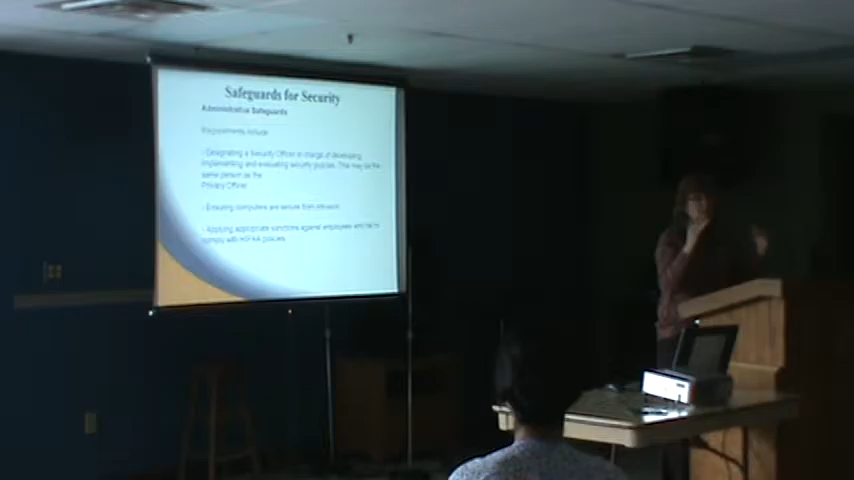 Safeguards for Security
Administrative Safeguards
Requirements include
- Designating a Security Officer in charge of developing
implementing and evaluating security policies. This may be the
same person as the
Privacy Officer
- Ensuring computers are secure from intrusion
- Applying appropriate sanctions against employees who fail to
comply with HIPAA policies.